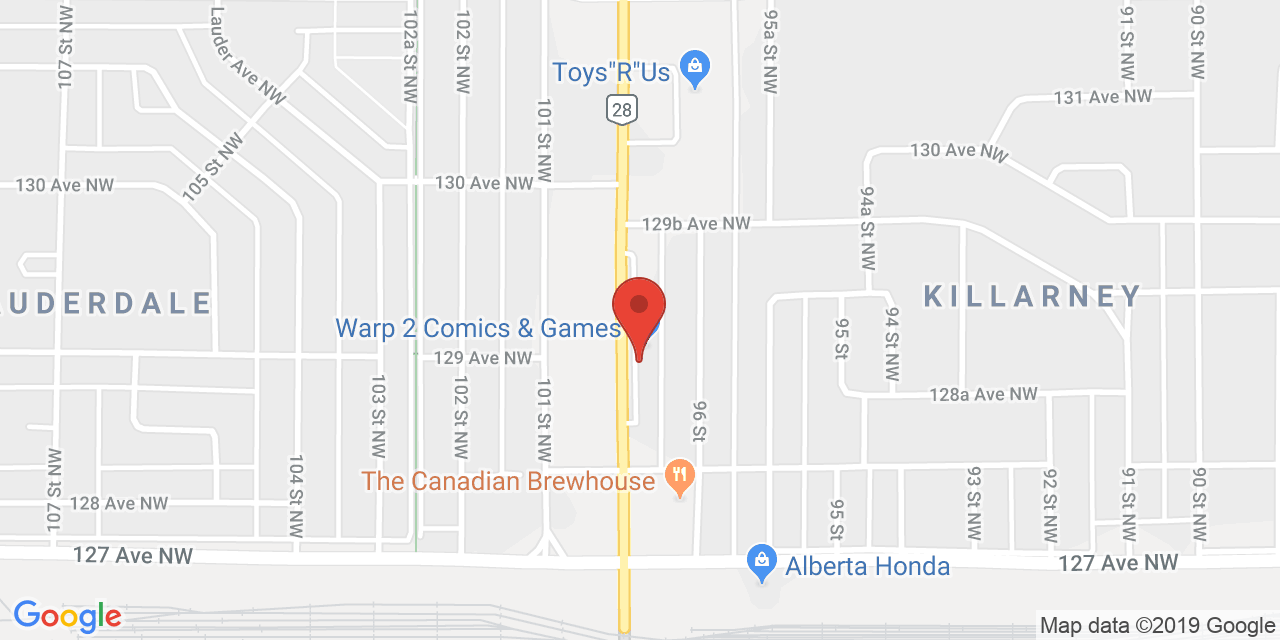 107 St NW
Lauder Ave NW
102a St NW
102 St NW
95a St NW
91 St NW
90 St NW
Toys"R"Us
28
131 Ave NW
101 St NW
105 St NW
130 Ave NW
130 Ave NW
130 Ave NW
129b Ave NW
94a St NW
AUDERDALE
KILLARNEY
Warp 2 Comics & Games
95 St
94 St NW
129 Ave NW
103 St NW
102 St NW
101 St NW
128a Ave NW
96 St
The Canadian Brewhouse
107 St NW
104 St NW
128 Ave NW
95 St
93 St NW
92 St NW
91 St NW
90 St NW
127 Ave NW
Alberta Honda
127 Ave NW
Google
Map data ©2019 Google